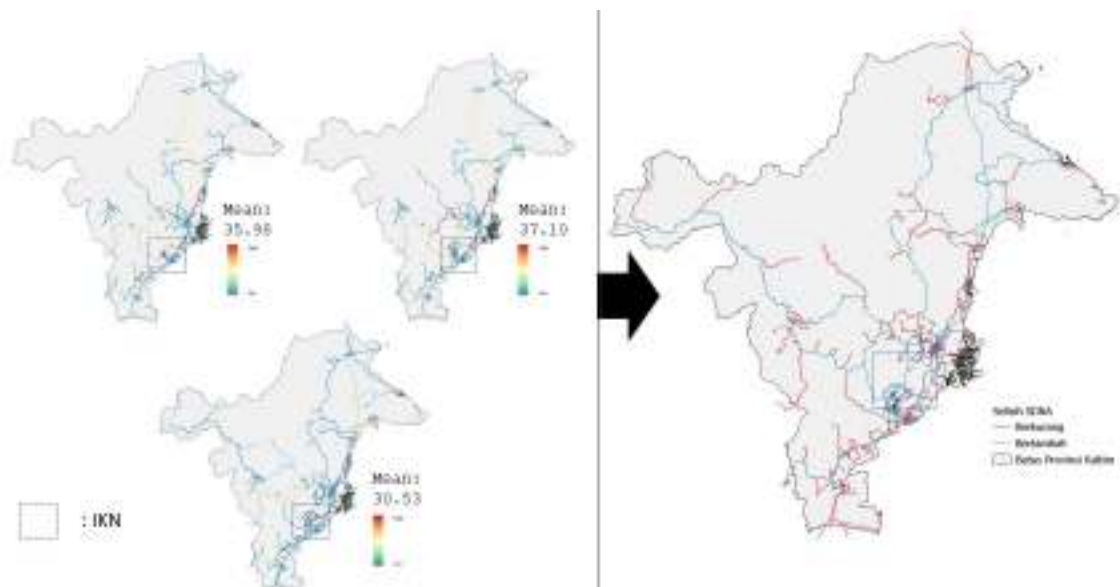 Mean:
35.98
Mean:
37.10
Mean:
30.53
: IKN
Berkurang
Bertambah
Batas Provinsi Kaltim